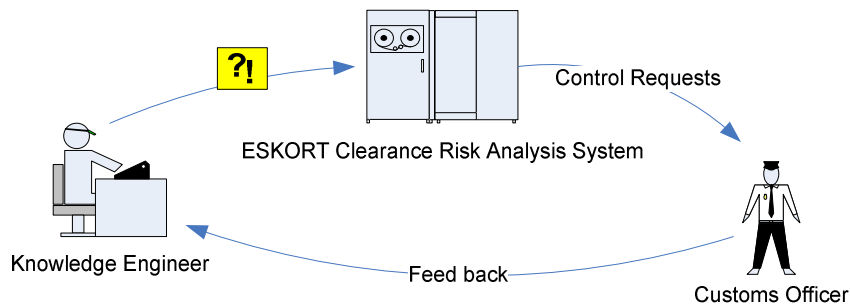 ?!
Control Requests
ESKORT Clearance Risk Analysis System
Knowledge Engineer
Feed back
Customs Officer